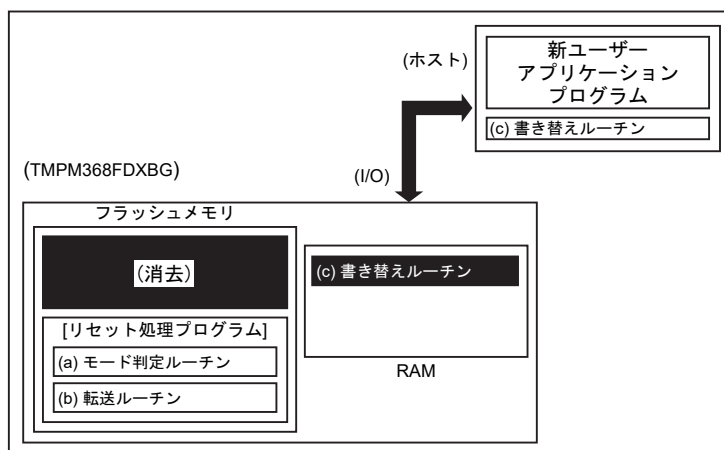 (ホスト)
新ユーザー
アプリケーション
プログラム
(c) 書き替えルーチン
(TMPM368FDXBG)
(I/O)
フラッシュメモリ
(消去)
[リセット処理プログラム]
(a) モード判定ルーチン
(b) 転送ルーチン
(c) 書き替えルーチン
RAM